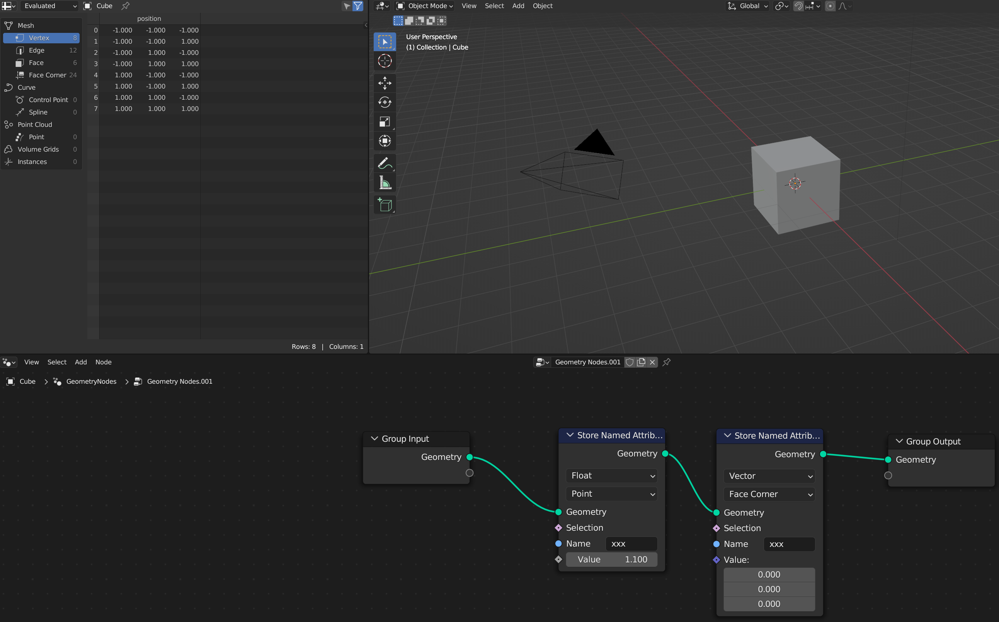 Evaluated Cube
Mesh
Vertex 8
Edge 12
Face 6
Face Corner 24
Curve
Control Point 0
Spline 0
Point Cloud
Point 0
Volume Grids 0
Instances 0
position
0 -1.000 -1.000 -1.000
1 -1.000 -1.000 1.000
2 -1.000 1.000 -1.000
3 -1.000 1.000 1.000
4 1.000 -1.000 -1.000
5 1.000 -1.000 1.000
6 1.000 1.000 -1.000
7 1.000 1.000 1.000
Rows: 8 | Columns: 1
Object Mode View Select Add Object Global
User Perspective
(1) Collection | Cube
View Select Add Node Geometry Nodes.001
Cube GeometryNodes Geometry Nodes.001
Group Input
Geometry
Store Named Attrib...
Geometry
Float
Point
Geometry
Selection
Name xxx
Value 1.100
Store Named Attrib...
Geometry
Vector
Face Corner
Geometry
Selection
Name xxx
Value:
0.000
0.000
0.000
Group Output
Geometry